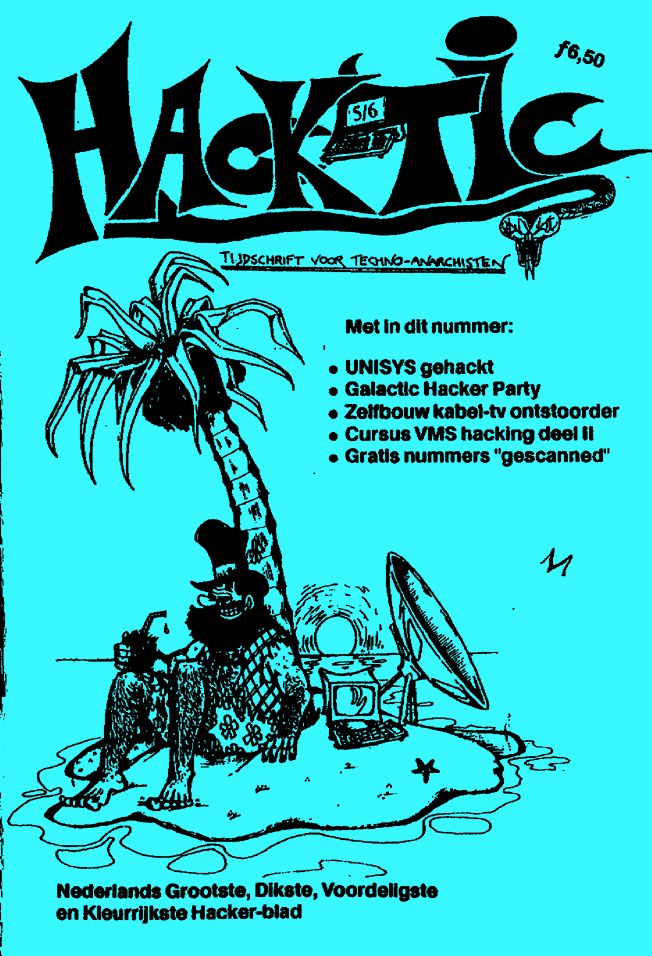 f6,50
HACK-TIC
5/6
TIJDSCHRIFT VOOR TECHNO-ANARCHISTEN
Met in dit nummer:
• UNISYS gehackt
• Galactic Hacker Party
• Zelfbouw kabel-tv ontstoorder
• Cursus VMS hacking deel II
• Gratis nummers "gescanned"
Nederlands Grootste, Dikste, Voordeligste
en Kleurrijkste Hacker-blad